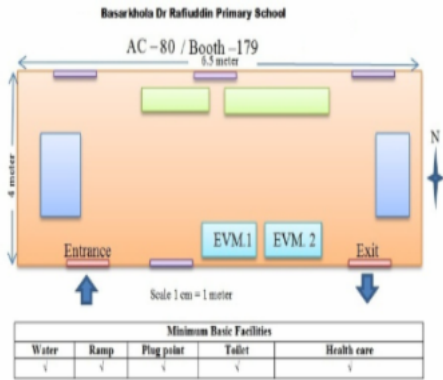 Basarkhola Dr Rafiuddin Primary School
AC – 80 / Booth –179
6.5 meter
4 meter
N
EVM.1
EVM. 2
Entrance
Exit
Scale 1 cm = 1 meter
Minimum Basic Facilities
Water Ramp Plug point Toilet Health care
√ √ √ √ √